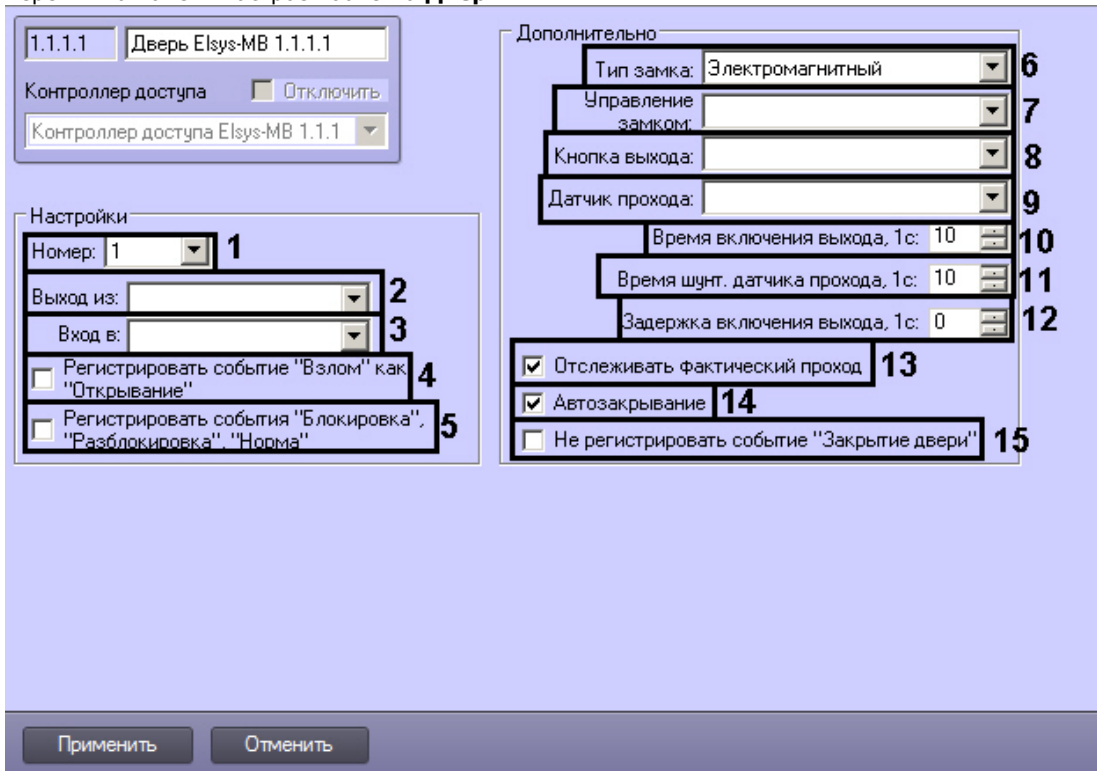 1.1.1.1 Дверь Elsys-MB 1.1.1.1
Контроллер доступа Отключить
Контроллер доступа Elsys-MB 1.1.1
Настройки
Номер: 1 1
Выход из: 2
Вход в: 3
Регистрировать событие "Взлом" как
"Открывание" 4
Регистрировать события "Блокировка",
"Разблокировка", "Норма" 5
Дополнительно
Тип замка: Электромагнитный 6
Управление
замком: 7
Кнопка выхода: 8
Датчик прохода: 9
Время включения выхода, 1с: 10 10
Время шунт. датчика прохода, 1с: 10 11
Задержка включения выхода, 1с: 0 12
Отслеживать фактический проход 13
Автозакрывание 14
Не регистрировать событие "Закрытие двери" 15
Применить Отменить